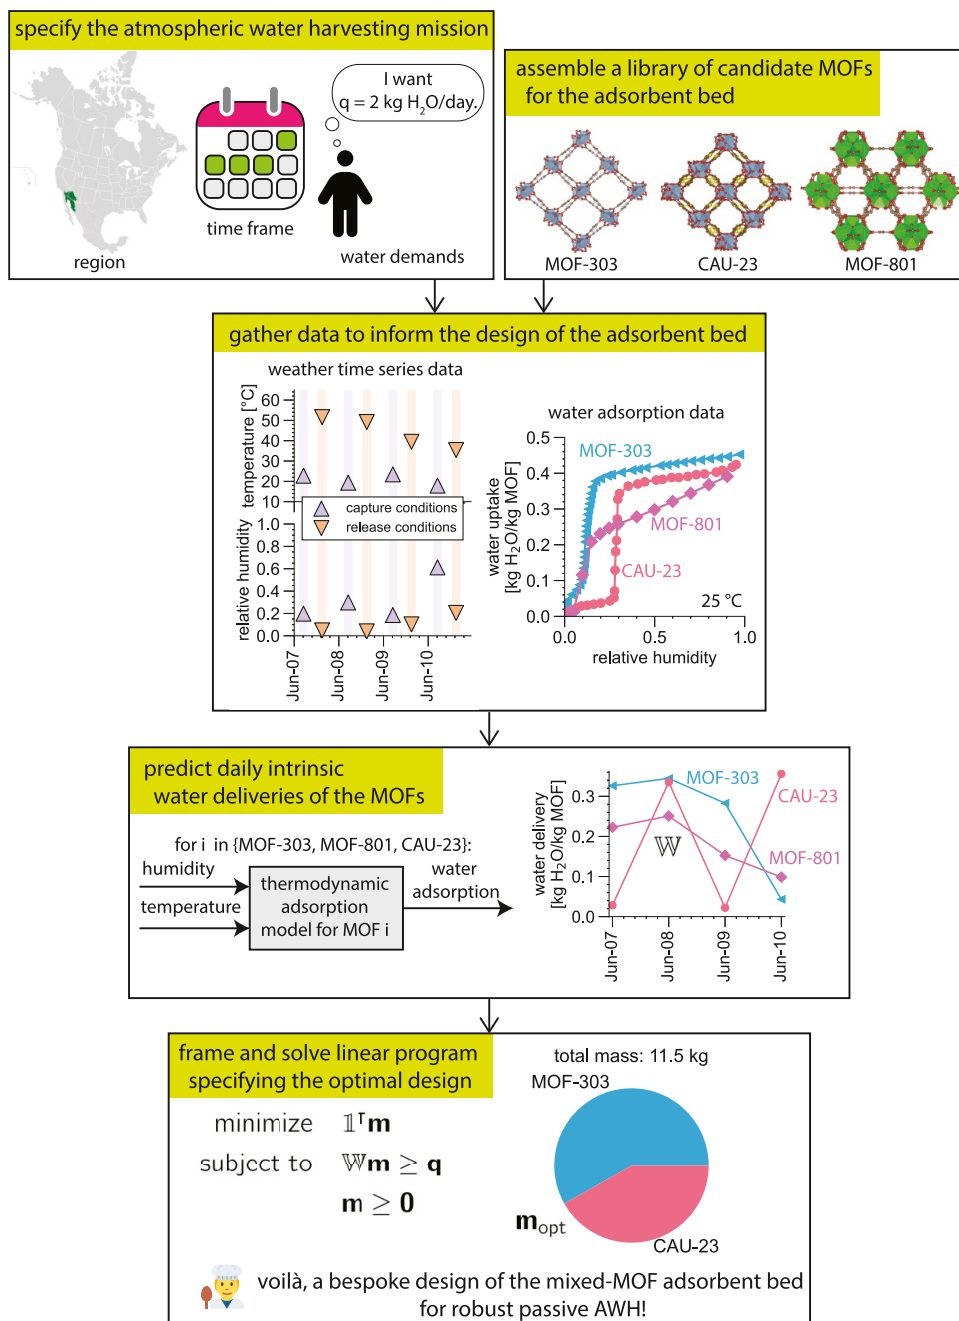 specify the atmospheric water harvesting mission
I want
q = 2 kg H₂O/day.
region
time frame
water demands
assemble a library of candidate MOFs
for the adsorbent bed
MOF-303
CAU-23
MOF-801
gather data to inform the design of the adsorbent bed
weather time series data
temperature [°C]
60
50
40
30
20
10
capture conditions
release conditions
relative humidity
1.0
0.8
0.6
0.4
0.2
0.0
Jun-07
Jun-08
Jun-09
Jun-10
water adsorption data
water uptake
[kg H₂O/kg MOF]
0.5
0.4
0.3
0.2
0.1
0.0
MOF-303
MOF-801
CAU-23
25 °C
0.0
0.5
1.0
relative humidity
predict daily intrinsic
water deliveries of the MOFs
for i in {MOF-303, MOF-801, CAU-23}:
humidity
temperature
thermodynamic
adsorption
model for MOF i
water
adsorption
water delivery
[kg H₂O/kg MOF]
0.3
0.2
0.1
0.0
MOF-303
CAU-23
𝕎
MOF-801
Jun-07
Jun-08
Jun-09
Jun-10
frame and solve linear program
specifying the optimal design
minimize 𝟙ᵀm
subject to 𝕎m ≥ q
m ≥ 0
total mass: 11.5 kg
MOF-303
m_opt
CAU-23
voilà, a bespoke design of the mixed-MOF adsorbent bed
for robust passive AWH!